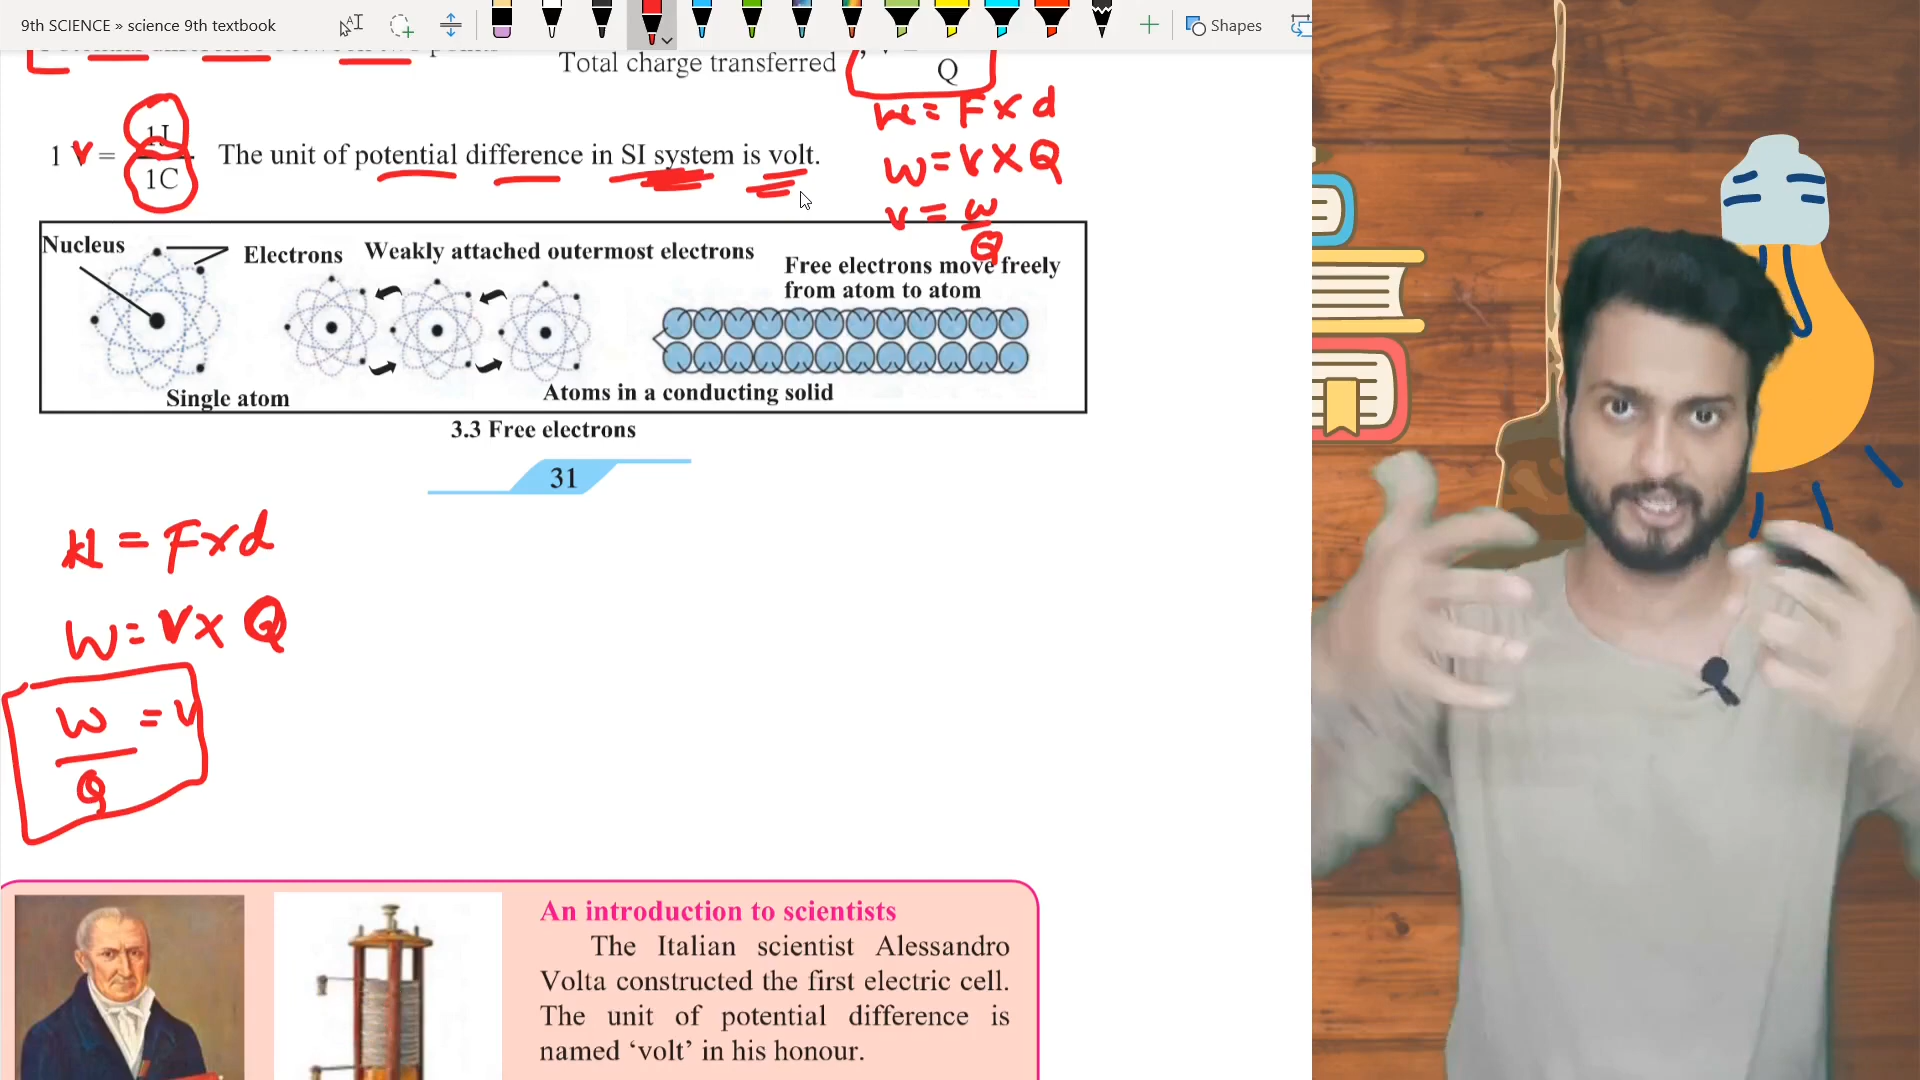 9th SCIENCE » science 9th textbook
Shapes
Total charge transferred
Q
W = F x d
W = V x Q
V = W
Q
1 V = 1J
1C
The unit of potential difference in SI system is volt.
Nucleus
Electrons
Weakly attached outermost electrons
Free electrons move freely
from atom to atom
Single atom
Atoms in a conducting solid
3.3 Free electrons
31
W = F x d
W = V x Q
W = V
Q
An introduction to scientists
The Italian scientist Alessandro
Volta constructed the first electric cell.
The unit of potential difference is
named ‘volt’ in his honour.